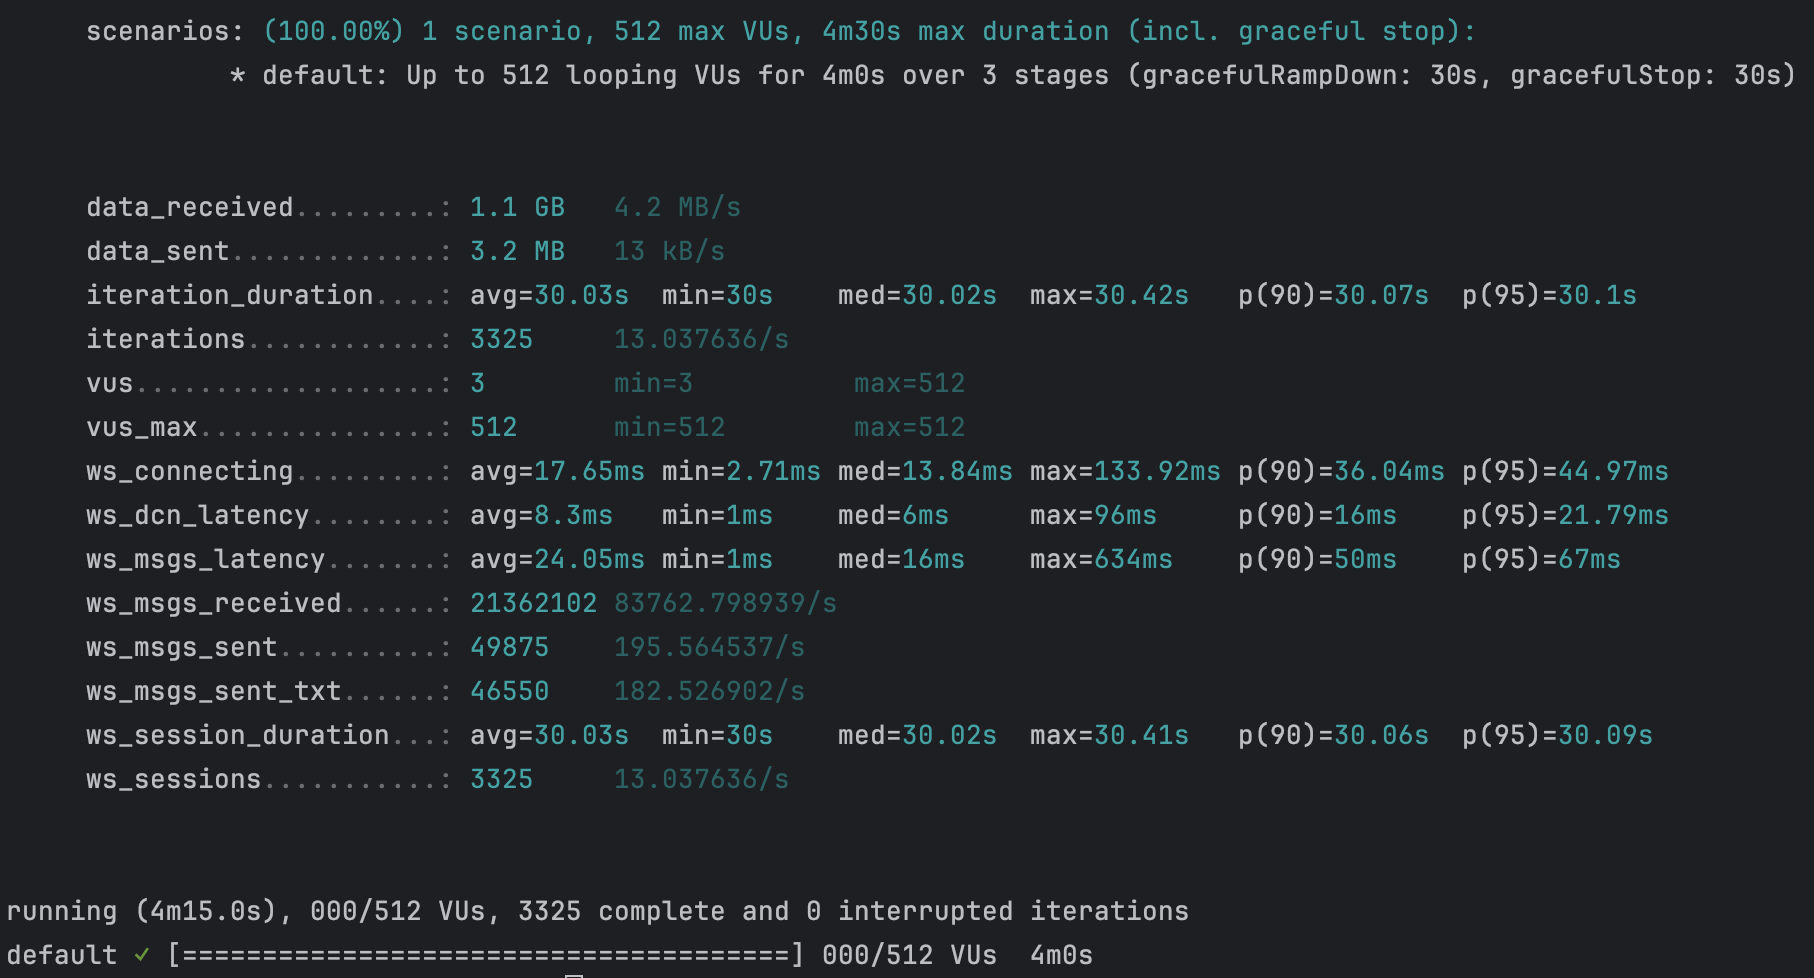 scenarios: (100.00%) 1 scenario, 512 max VUs, 4m30s max duration (incl. graceful stop):
* default: Up to 512 looping VUs for 4m0s over 3 stages (gracefulRampDown: 30s, gracefulStop: 30s)
data_received.........: 1.1 GB 4.2 MB/s
data_sent.............: 3.2 MB 13 kB/s
iteration_duration....: avg=30.03s min=30s med=30.02s max=30.42s p(90)=30.07s p(95)=30.1s
iterations............: 3325 13.037636/s
vus...................: 3 min=3 max=512
vus_max...............: 512 min=512 max=512
ws_connecting.........: avg=17.65ms min=2.71ms med=13.84ms max=133.92ms p(90)=36.04ms p(95)=44.97ms
ws_dcn_latency........: avg=8.3ms min=1ms med=6ms max=96ms p(90)=16ms p(95)=21.79ms
ws_msgs_latency.......: avg=24.05ms min=1ms med=16ms max=634ms p(90)=50ms p(95)=67ms
ws_msgs_received......: 21362102 83762.798939/s
ws_msgs_sent..........: 49875 195.564537/s
ws_msgs_sent_txt......: 46550 182.526902/s
ws_session_duration...: avg=30.03s min=30s med=30.02s max=30.41s p(90)=30.06s p(95)=30.09s
ws_sessions...........: 3325 13.037636/s
running (4m15.0s), 000/512 VUs, 3325 complete and 0 interrupted iterations
default ✓ [======================================] 000/512 VUs 4m0s